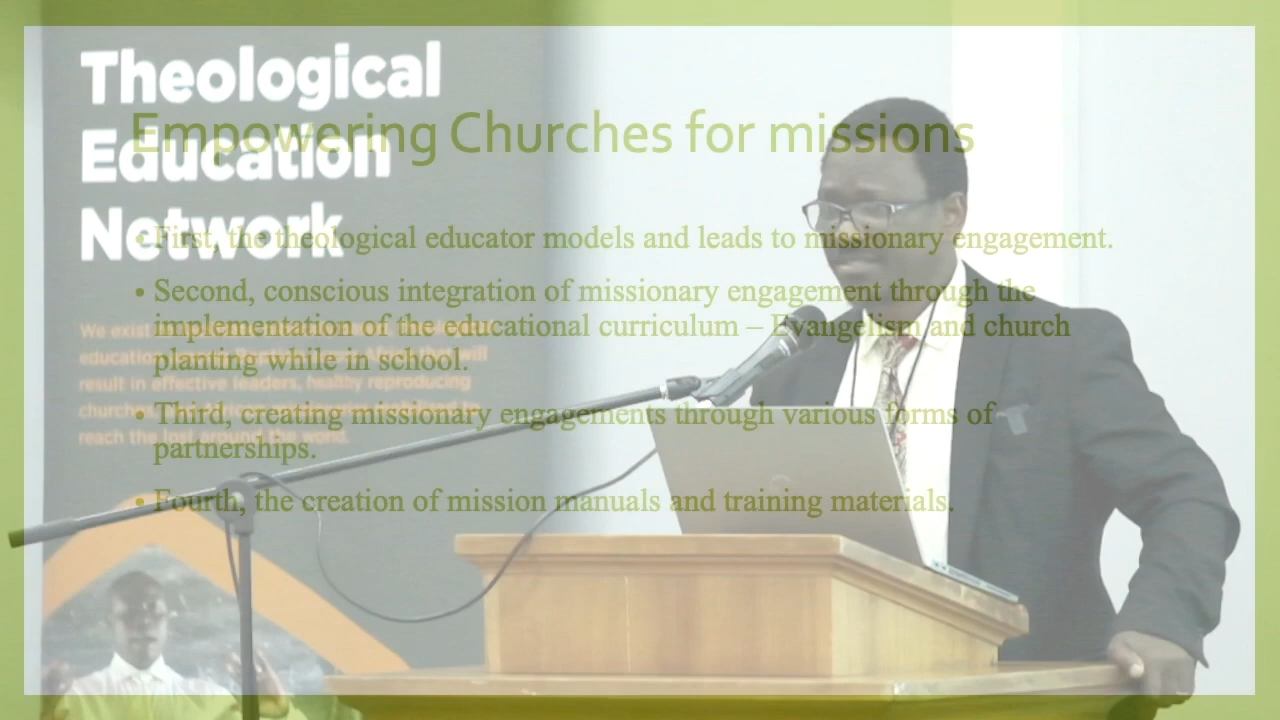 Theological
Education
Network
Empowering Churches for missions
• First, the theological educator models and leads to missionary engagement.
• Second, conscious integration of missionary engagement through the
implementation of the educational curriculum – Evangelism and church
planting while in school.
• Third, creating missionary engagements through various forms of
partnerships.
• Fourth, the creation of mission manuals and training materials.
We exist
education
will
result in effective leaders, healthy reproducing
reach the lost around the world.